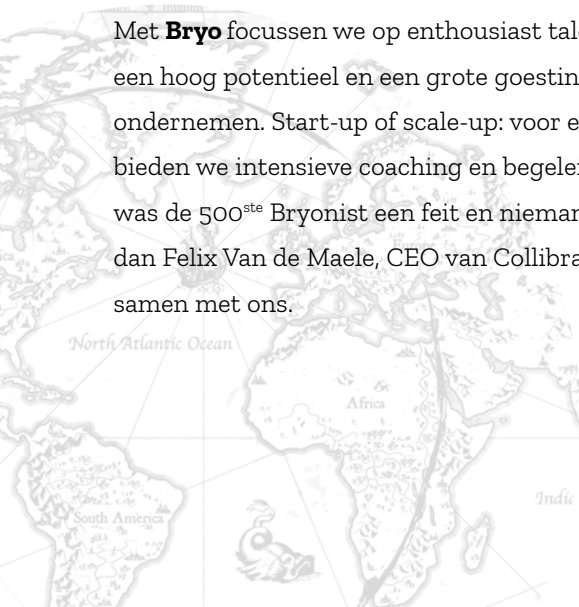 Met Bryo focussen we op enthousiast tale
een hoog potentieel en een grote goestin
ondernemen. Start-up of scale-up: voor e
bieden we intensieve coaching en begele
was de 500ste Bryonist een feit en nieman
dan Felix Van de Maele, CEO van Collibra
samen met ons.
North Atlantic Ocean
Africa
Indic
South America